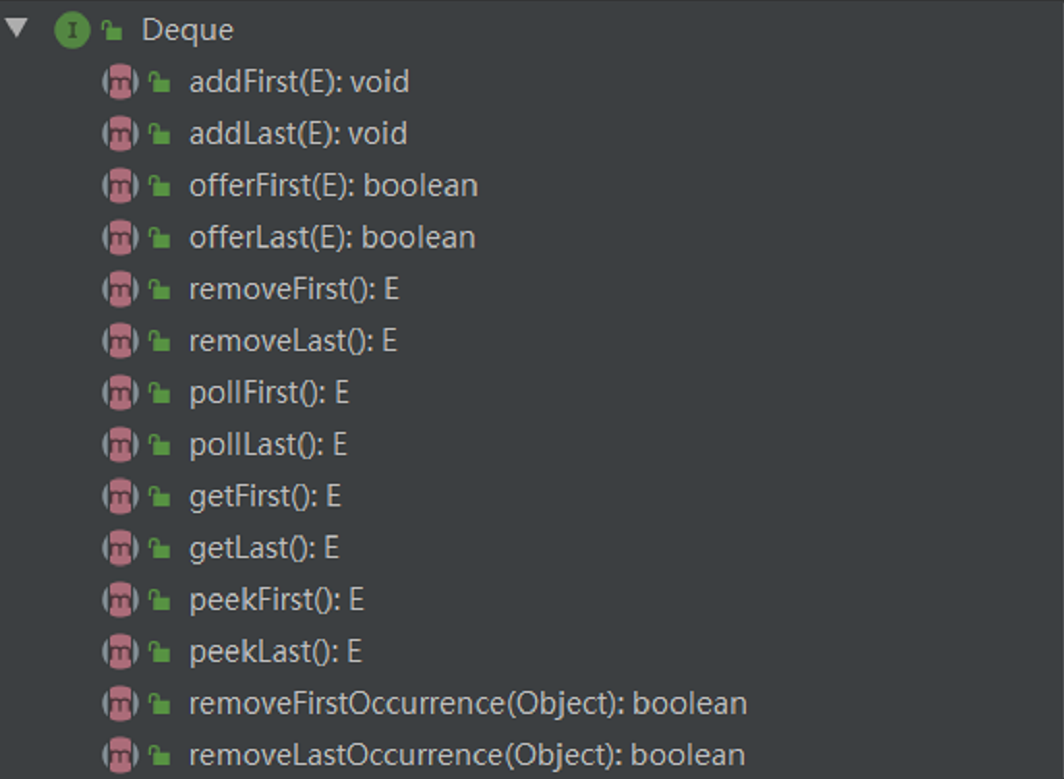 Deque
addFirst(E): void
addLast(E): void
offerFirst(E): boolean
offerLast(E): boolean
removeFirst(): E
removeLast(): E
pollFirst(): E
pollLast(): E
getFirst(): E
getLast(): E
peekFirst(): E
peekLast(): E
removeFirstOccurrence(Object): boolean
removeLastOccurrence(Object): boolean